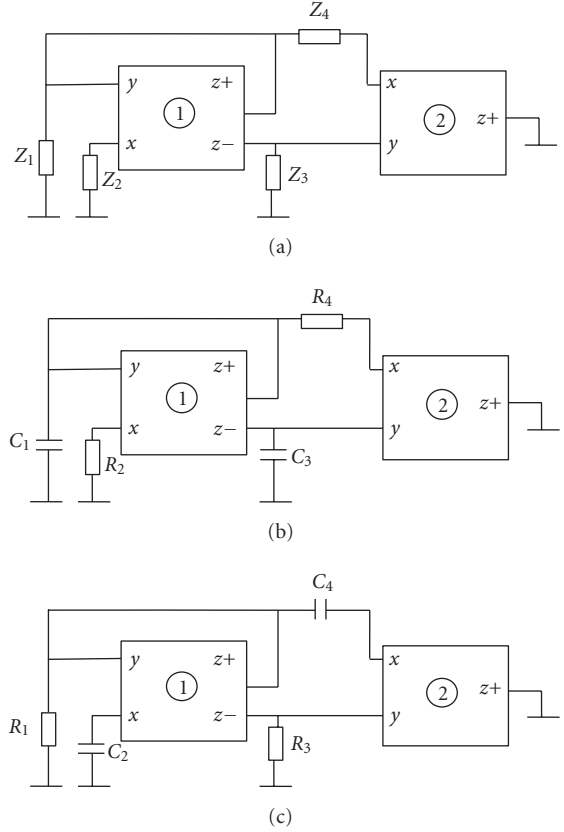 Z4
y z+ 1
x z−
Z1 Z2 Z3
x
y z+ 2
(a)
R4
y z+ 1
x z−
C1 R2 C3
x
y z+ 2
(b)
C4
y z+ 1
x z−
R1 C2 R3
x
y z+ 2
(c)